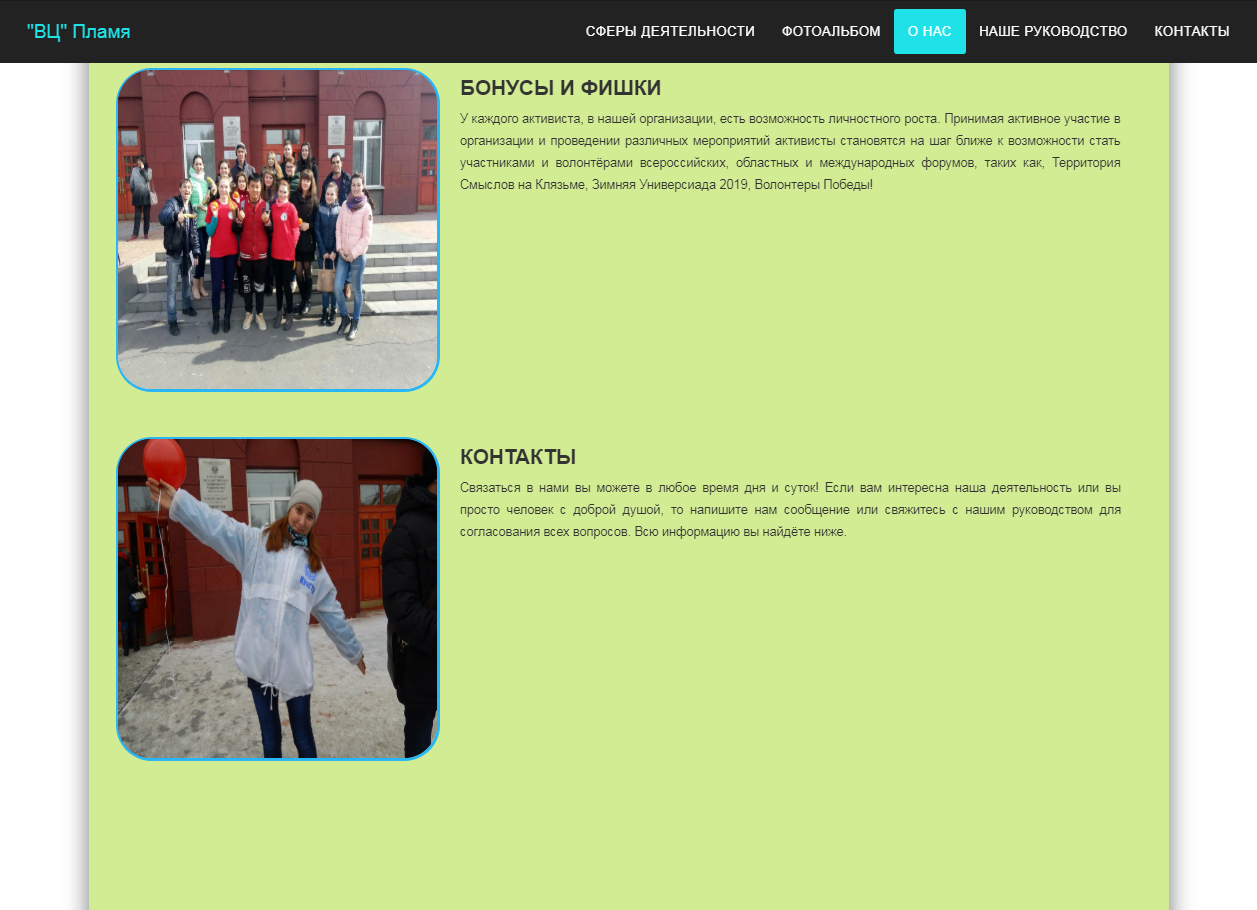 "ВЦ" Пламя
СФЕРЫ ДЕЯТЕЛЬНОСТИ ФОТОАЛЬБОМ О НАС НАШЕ РУКОВОДСТВО КОНТАКТЫ
БОНУСЫ И ФИШКИ
У каждого активиста, в нашей организации, есть возможность личностного роста. Принимая активное участие в
организации и проведении различных мероприятий активисты становятся на шаг ближе к возможности стать
участниками и волонтёрами всероссийских, областных и международных форумов, таких как, Территория
Смыслов на Клязьме, Зимняя Универсиада 2019, Волонтеры Победы!
КОНТАКТЫ
Связаться в нами вы можете в любое время дня и суток! Если вам интересна наша деятельность или вы
просто человек с доброй душой, то напишите нам сообщение или свяжитесь с нашим руководством для
согласования всех вопросов. Всю информацию вы найдёте ниже.